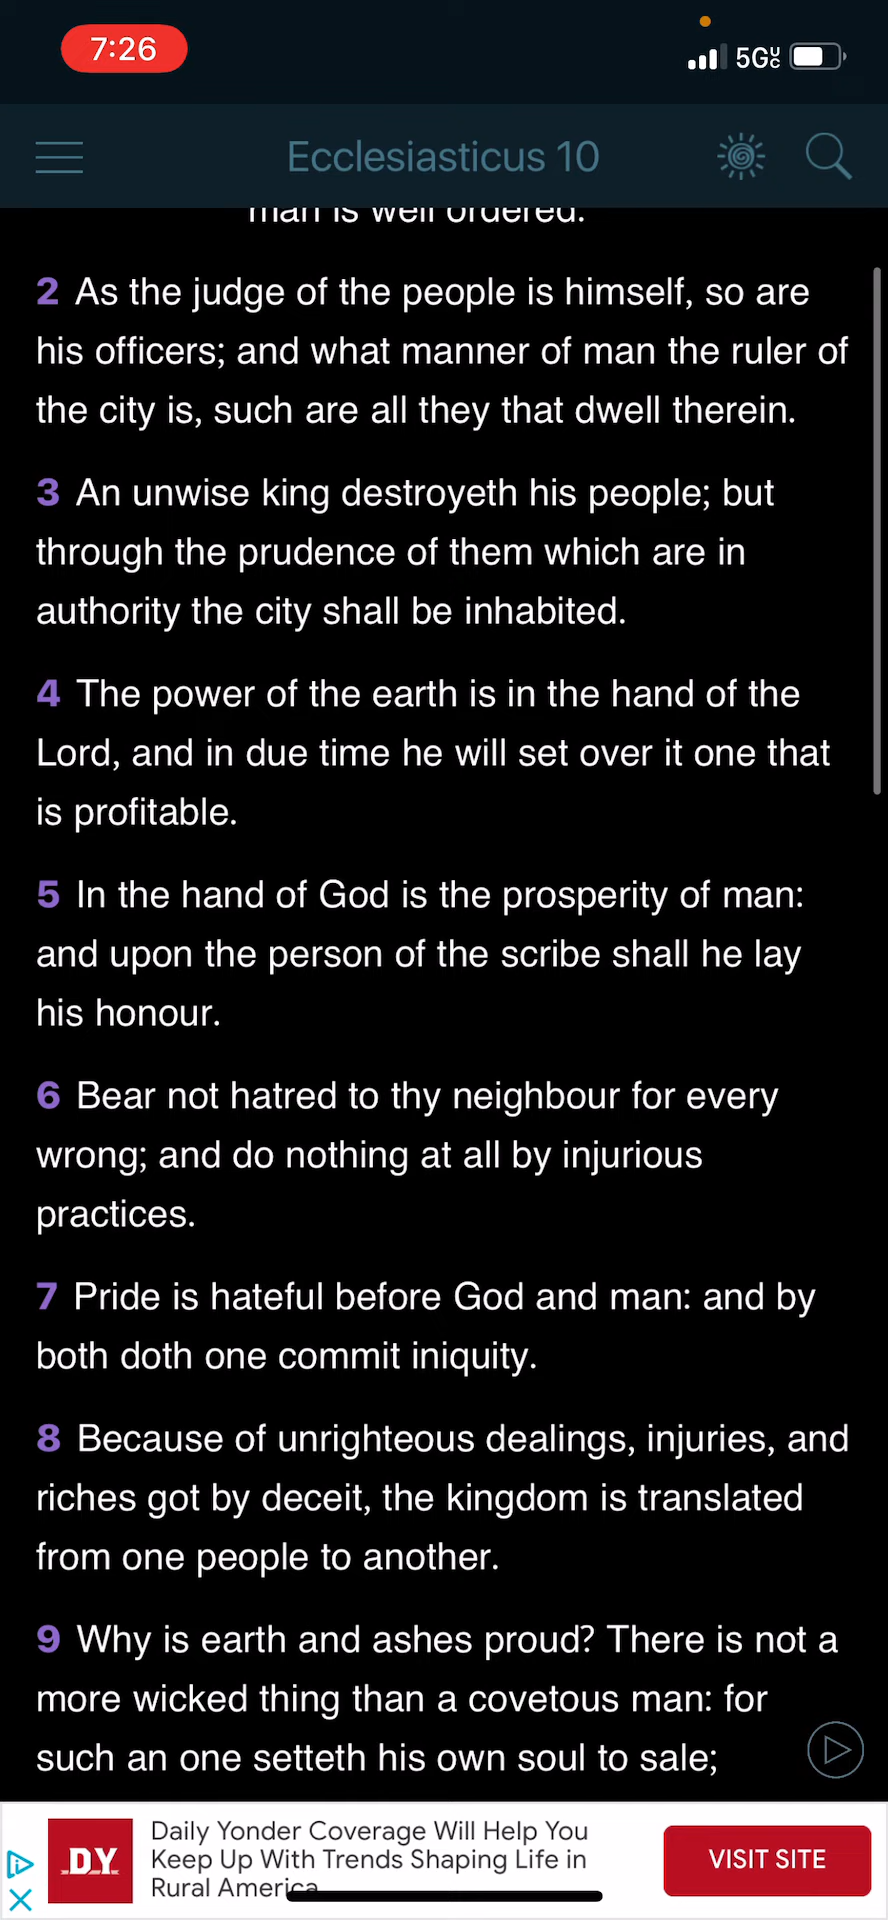 7:26
5G UC
Ecclesiasticus 10
man is well ordered.
2 As the judge of the people is himself, so are
his officers; and what manner of man the ruler of
the city is, such are all they that dwell therein.
3 An unwise king destroyeth his people; but
through the prudence of them which are in
authority the city shall be inhabited.
4 The power of the earth is in the hand of the
Lord, and in due time he will set over it one that
is profitable.
5 In the hand of God is the prosperity of man:
and upon the person of the scribe shall he lay
his honour.
6 Bear not hatred to thy neighbour for every
wrong; and do nothing at all by injurious
practices.
7 Pride is hateful before God and man: and by
both doth one commit iniquity.
8 Because of unrighteous dealings, injuries, and
riches got by deceit, the kingdom is translated
from one people to another.
9 Why is earth and ashes proud? There is not a
more wicked thing than a covetous man: for
such an one setteth his own soul to sale;
DY
Daily Yonder Coverage Will Help You
Keep Up With Trends Shaping Life in
Rural America
VISIT SITE